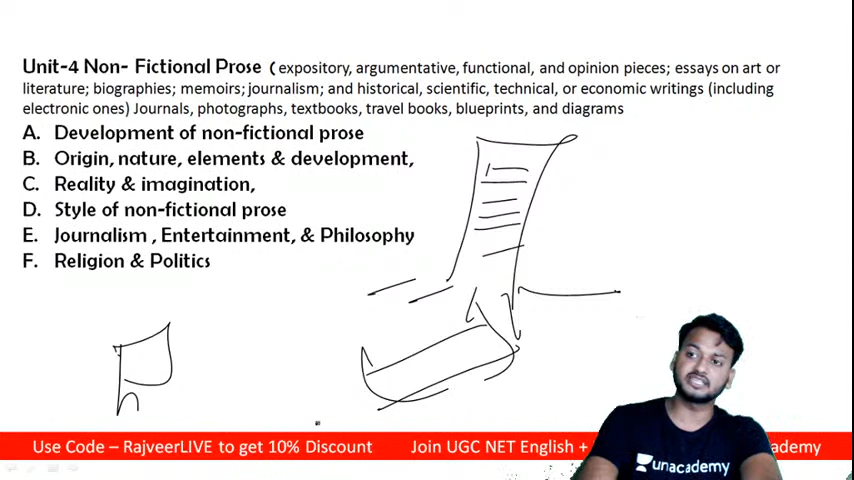 Unit-4 Non- Fictional Prose ( expository, argumentative, functional, and opinion pieces; essays on art or
literature; biographies; memoirs; journalism; and historical, scientific, technical, or economic writings (including
electronic ones) Journals, photographs, textbooks, travel books, blueprints, and diagrams
A. Development of non-fictional prose
B. Origin, nature, elements & development,
C. Reality & imagination,
D. Style of non-fictional prose
E. Journalism , Entertainment, & Philosophy
F. Religion & Politics
Use Code – RajveerLIVE to get 10% Discount Join UGC NET English + ademy
unacademy